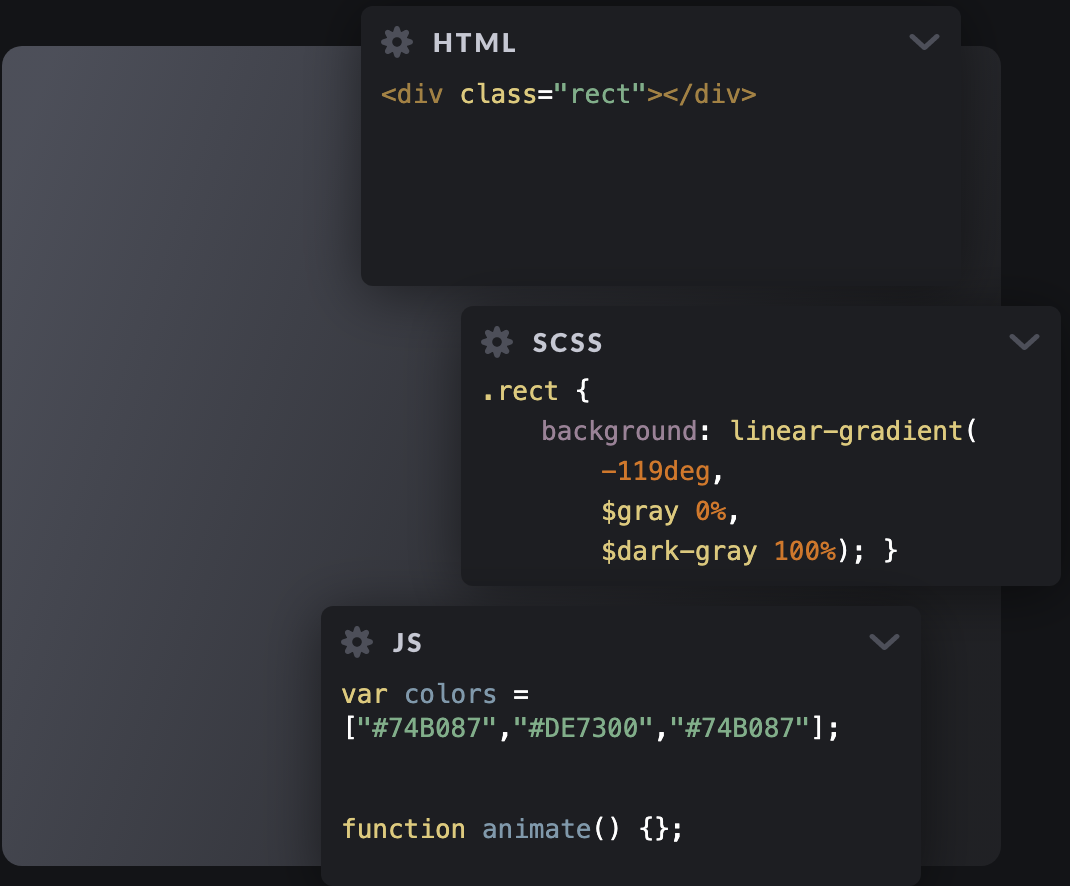 HTML
<div class="rect"></div>
SCSS
.rect {
background: linear-gradient(
-119deg,
$gray 0%,
$dark-gray 100%); }
JS
var colors =
["#74B087","#DE7300","#74B087"];
function animate() {};